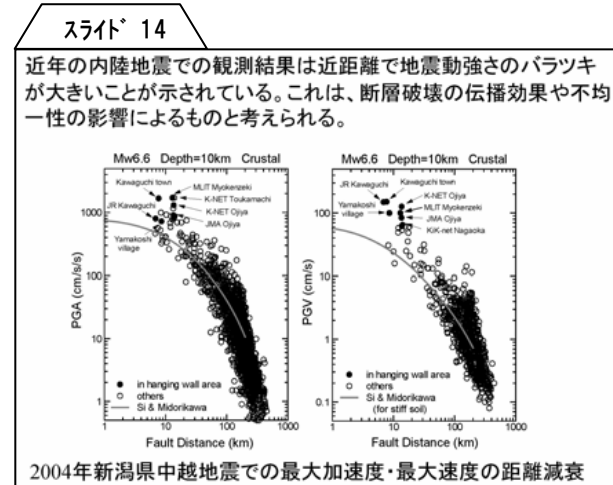 スライド 14
近年の内陸地震での観測結果は近距離で地震動強さのバラツキ
が大きいことが示されている。これは、断層破壊の伝播効果や不均
一性の影響によるものと考えられる。
Mw6.6 Depth=10km Crustal
Kawaguchi town
MLIT Myokenzeki
K-NET Toukamachi
JR Kawaguchi
K-NET Ojiya
JMA Ojiya
Yamakoshi
village
1000
100
10
1
PGA (cm/s/s)
in hanging wall area
others
Si & Midorikawa
1 10 100 1000
Fault Distance (km)
Mw6.6 Depth=10km Crustal
JR Kawaguchi
Kawaguchi town
K-NET Ojiya
MLIT Myokenzeki
Yamakoshi
village
JMA Ojiya
KiK-net Nagaoka
100
10
1
0.1
PGV (cm/s)
in hanging wall area
others
Si & Midorikawa
(for stiff soil)
1 10 100 1000
Fault Distance (km)
2004年新潟県中越地震での最大加速度・最大速度の距離減衰